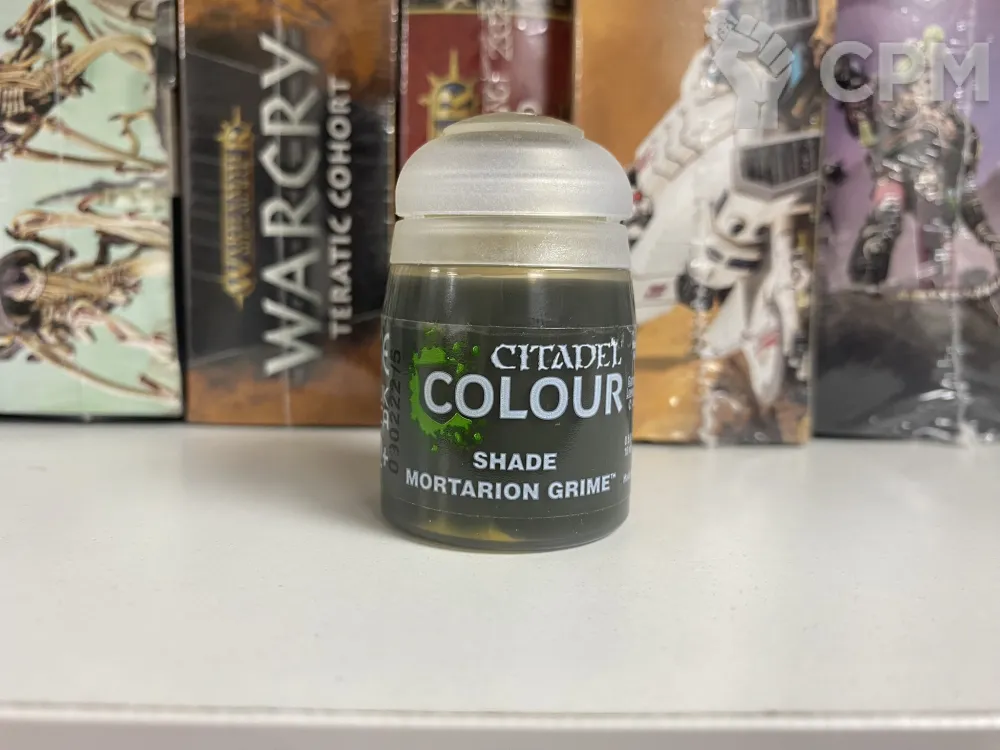 WARCRY
TERATIC COHORT
CPM
CITADEL
COLOUR
SHADE
MORTARION GRIME™